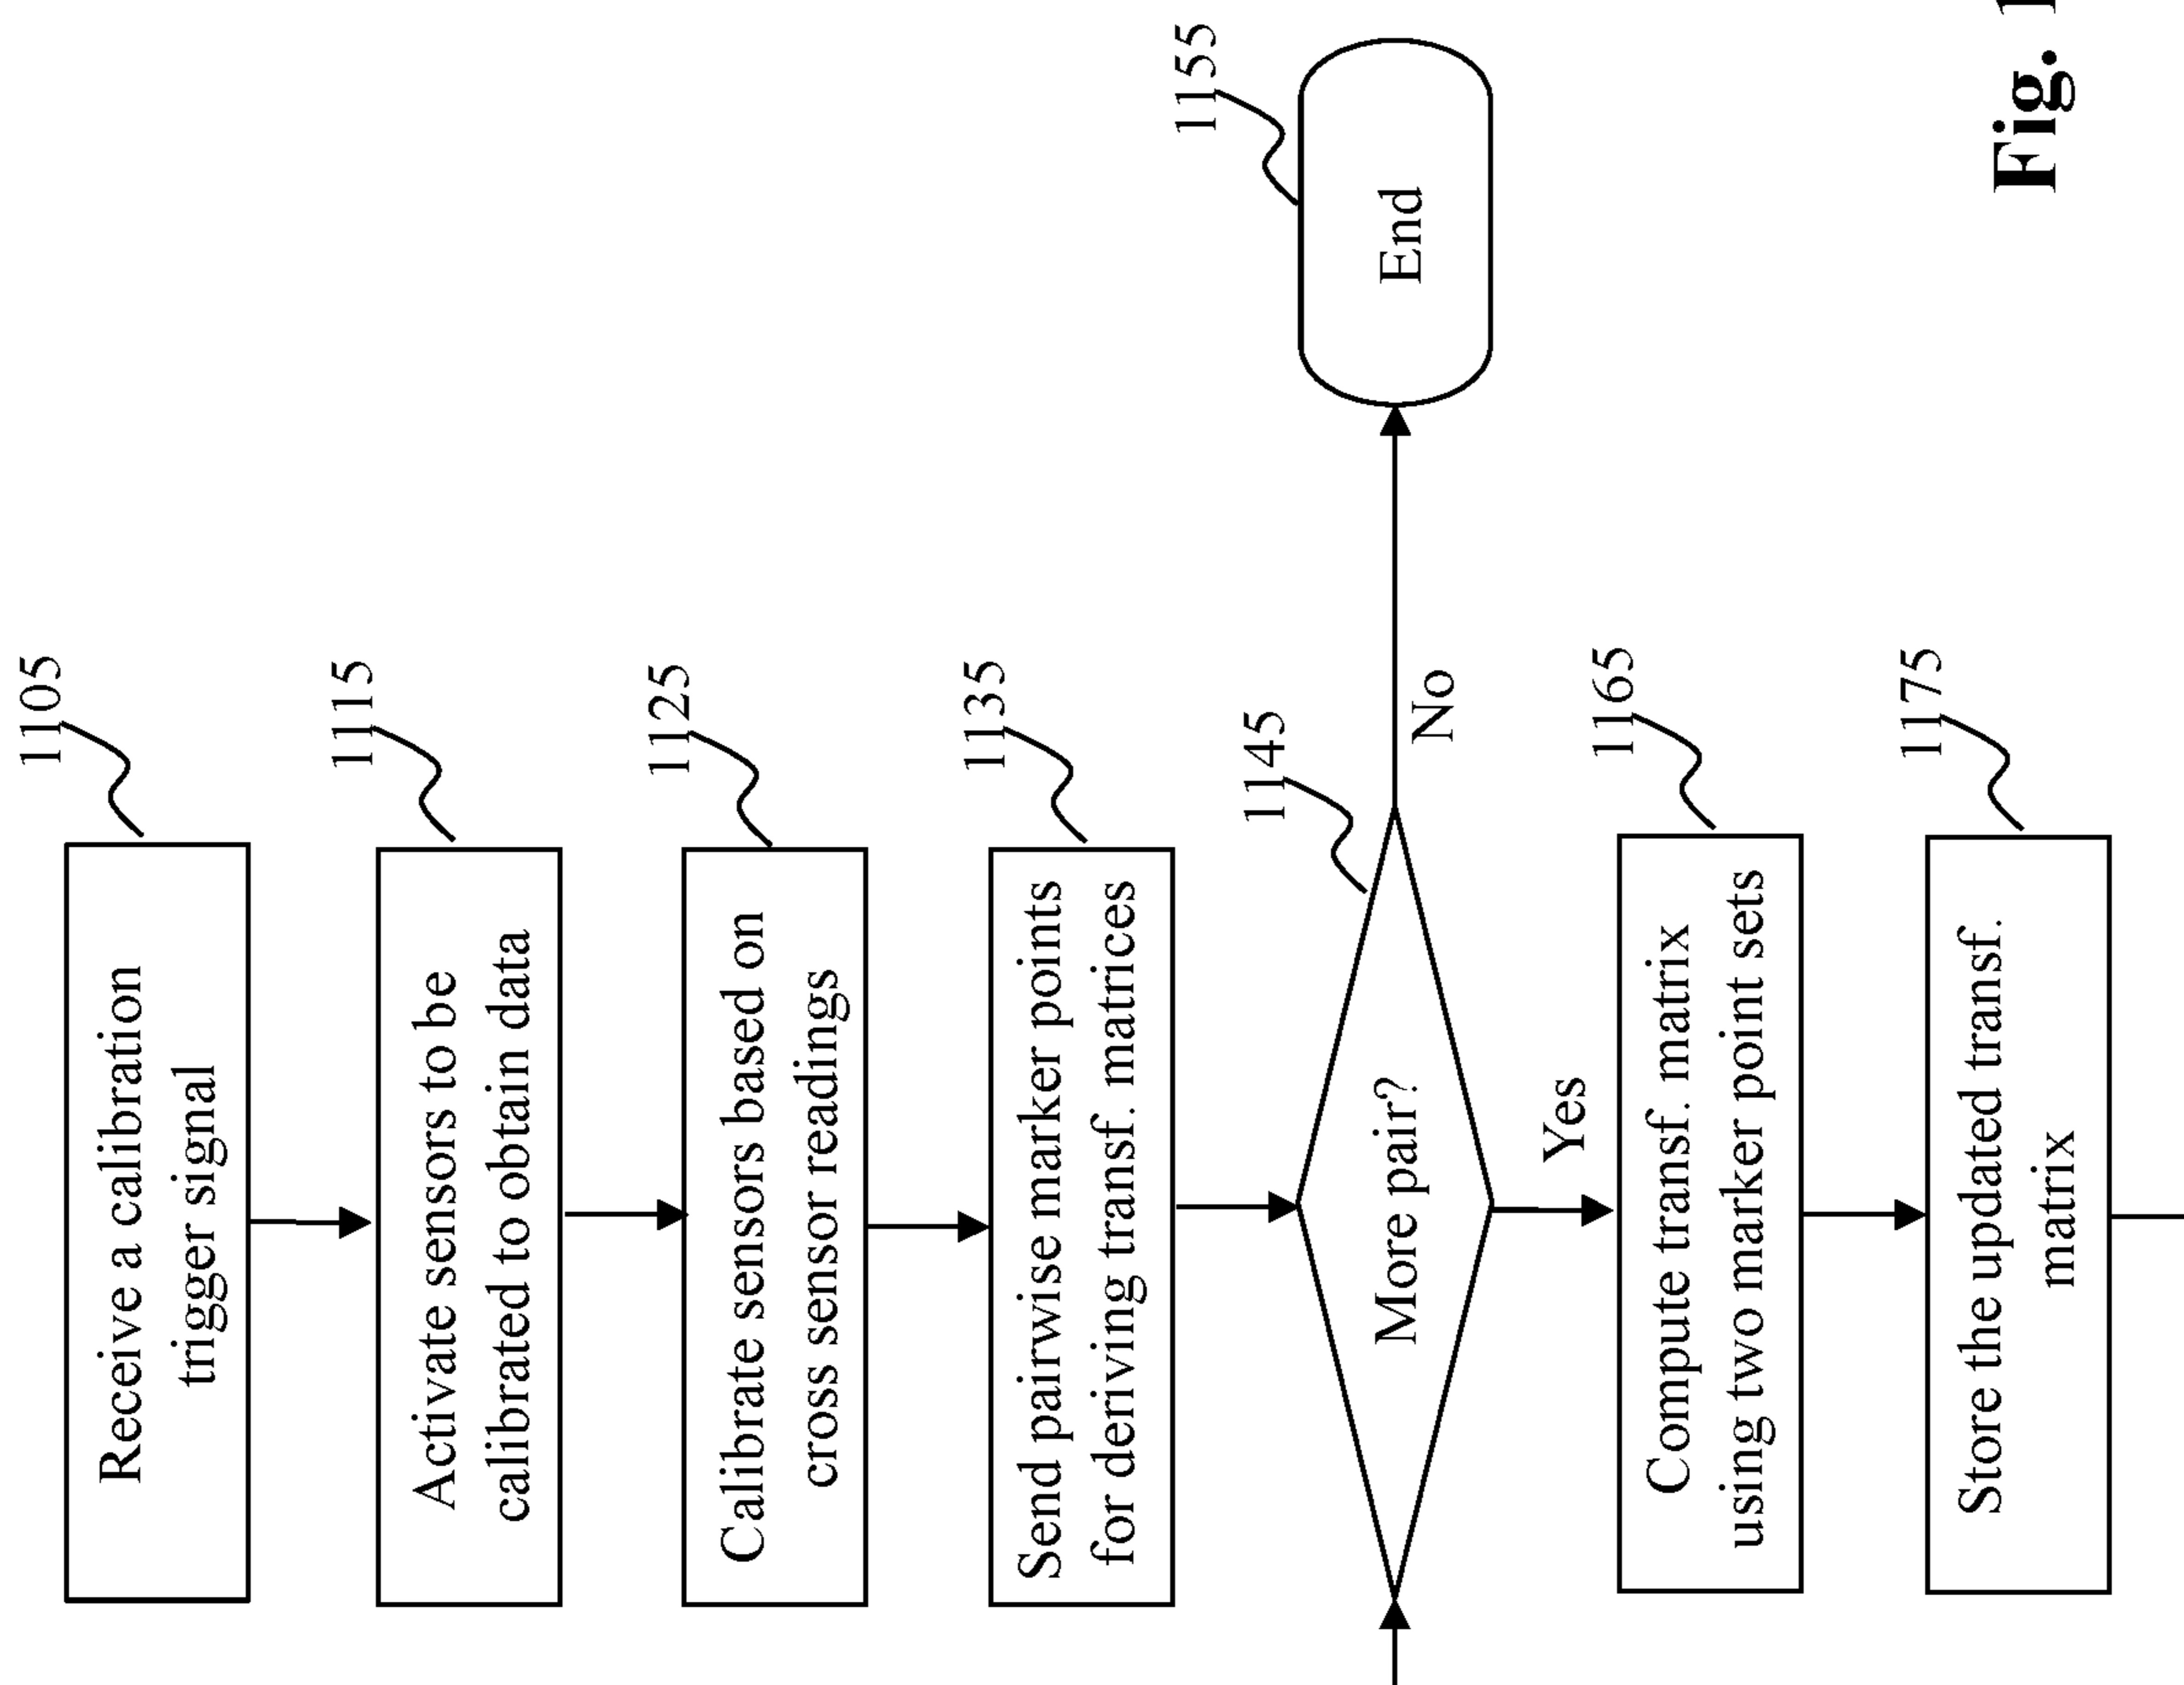 1105
Receive a calibration
trigger signal
1115
Activate sensors to be
calibrated to obtain data
1125
Calibrate sensors based on
cross sensor readings
1135
Send pairwise marker points
for deriving transf. matrices
1145
More pair?
No
1155
End
Yes
1165
Compute transf. matrix
using two marker point sets
1175
Store the updated transf.
matrix
Fig. 1